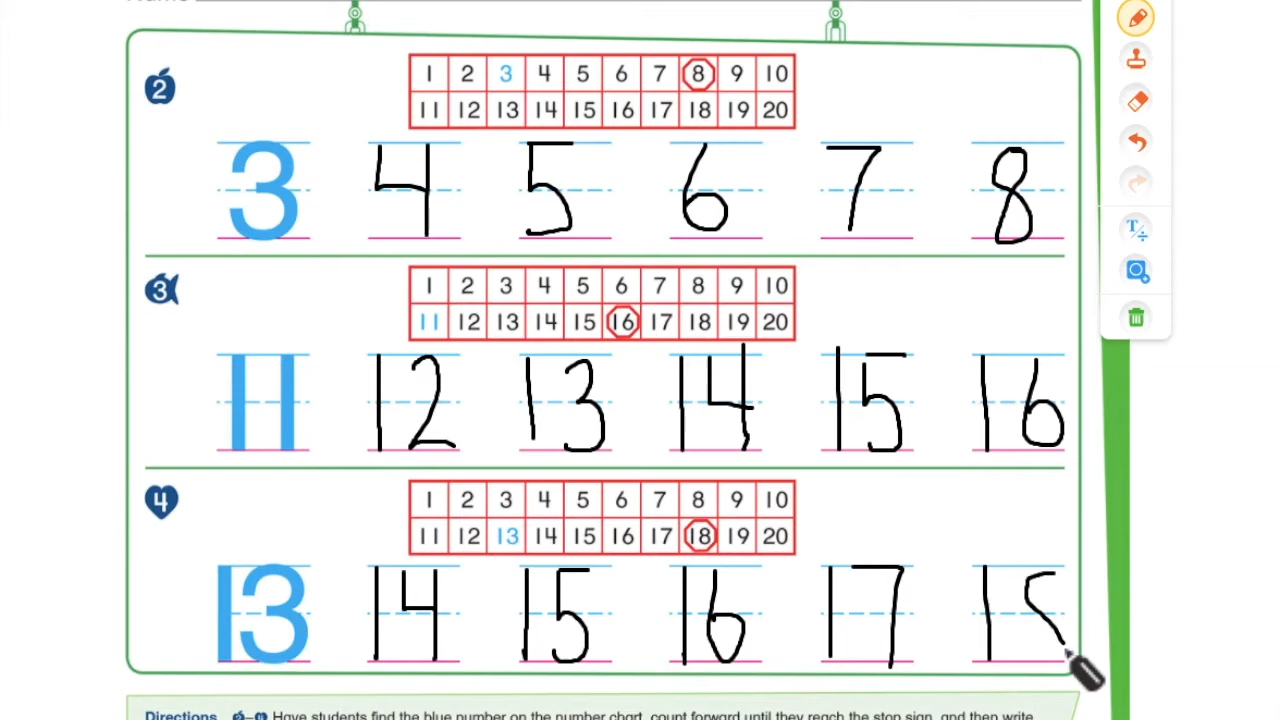 Name
2
1 2 3 4 5 6 7 8 9 10
11 12 13 14 15 16 17 18 19 20
3 4 5 6 7 8
3
1 2 3 4 5 6 7 8 9 10
11 12 13 14 15 16 17 18 19 20
11 12 13 14 15 16
4
1 2 3 4 5 6 7 8 9 10
11 12 13 14 15 16 17 18 19 20
13 14 15 16 17 1
Directions 2–4 Have students find the blue number on the number chart, count forward until they reach the stop sign, and then write